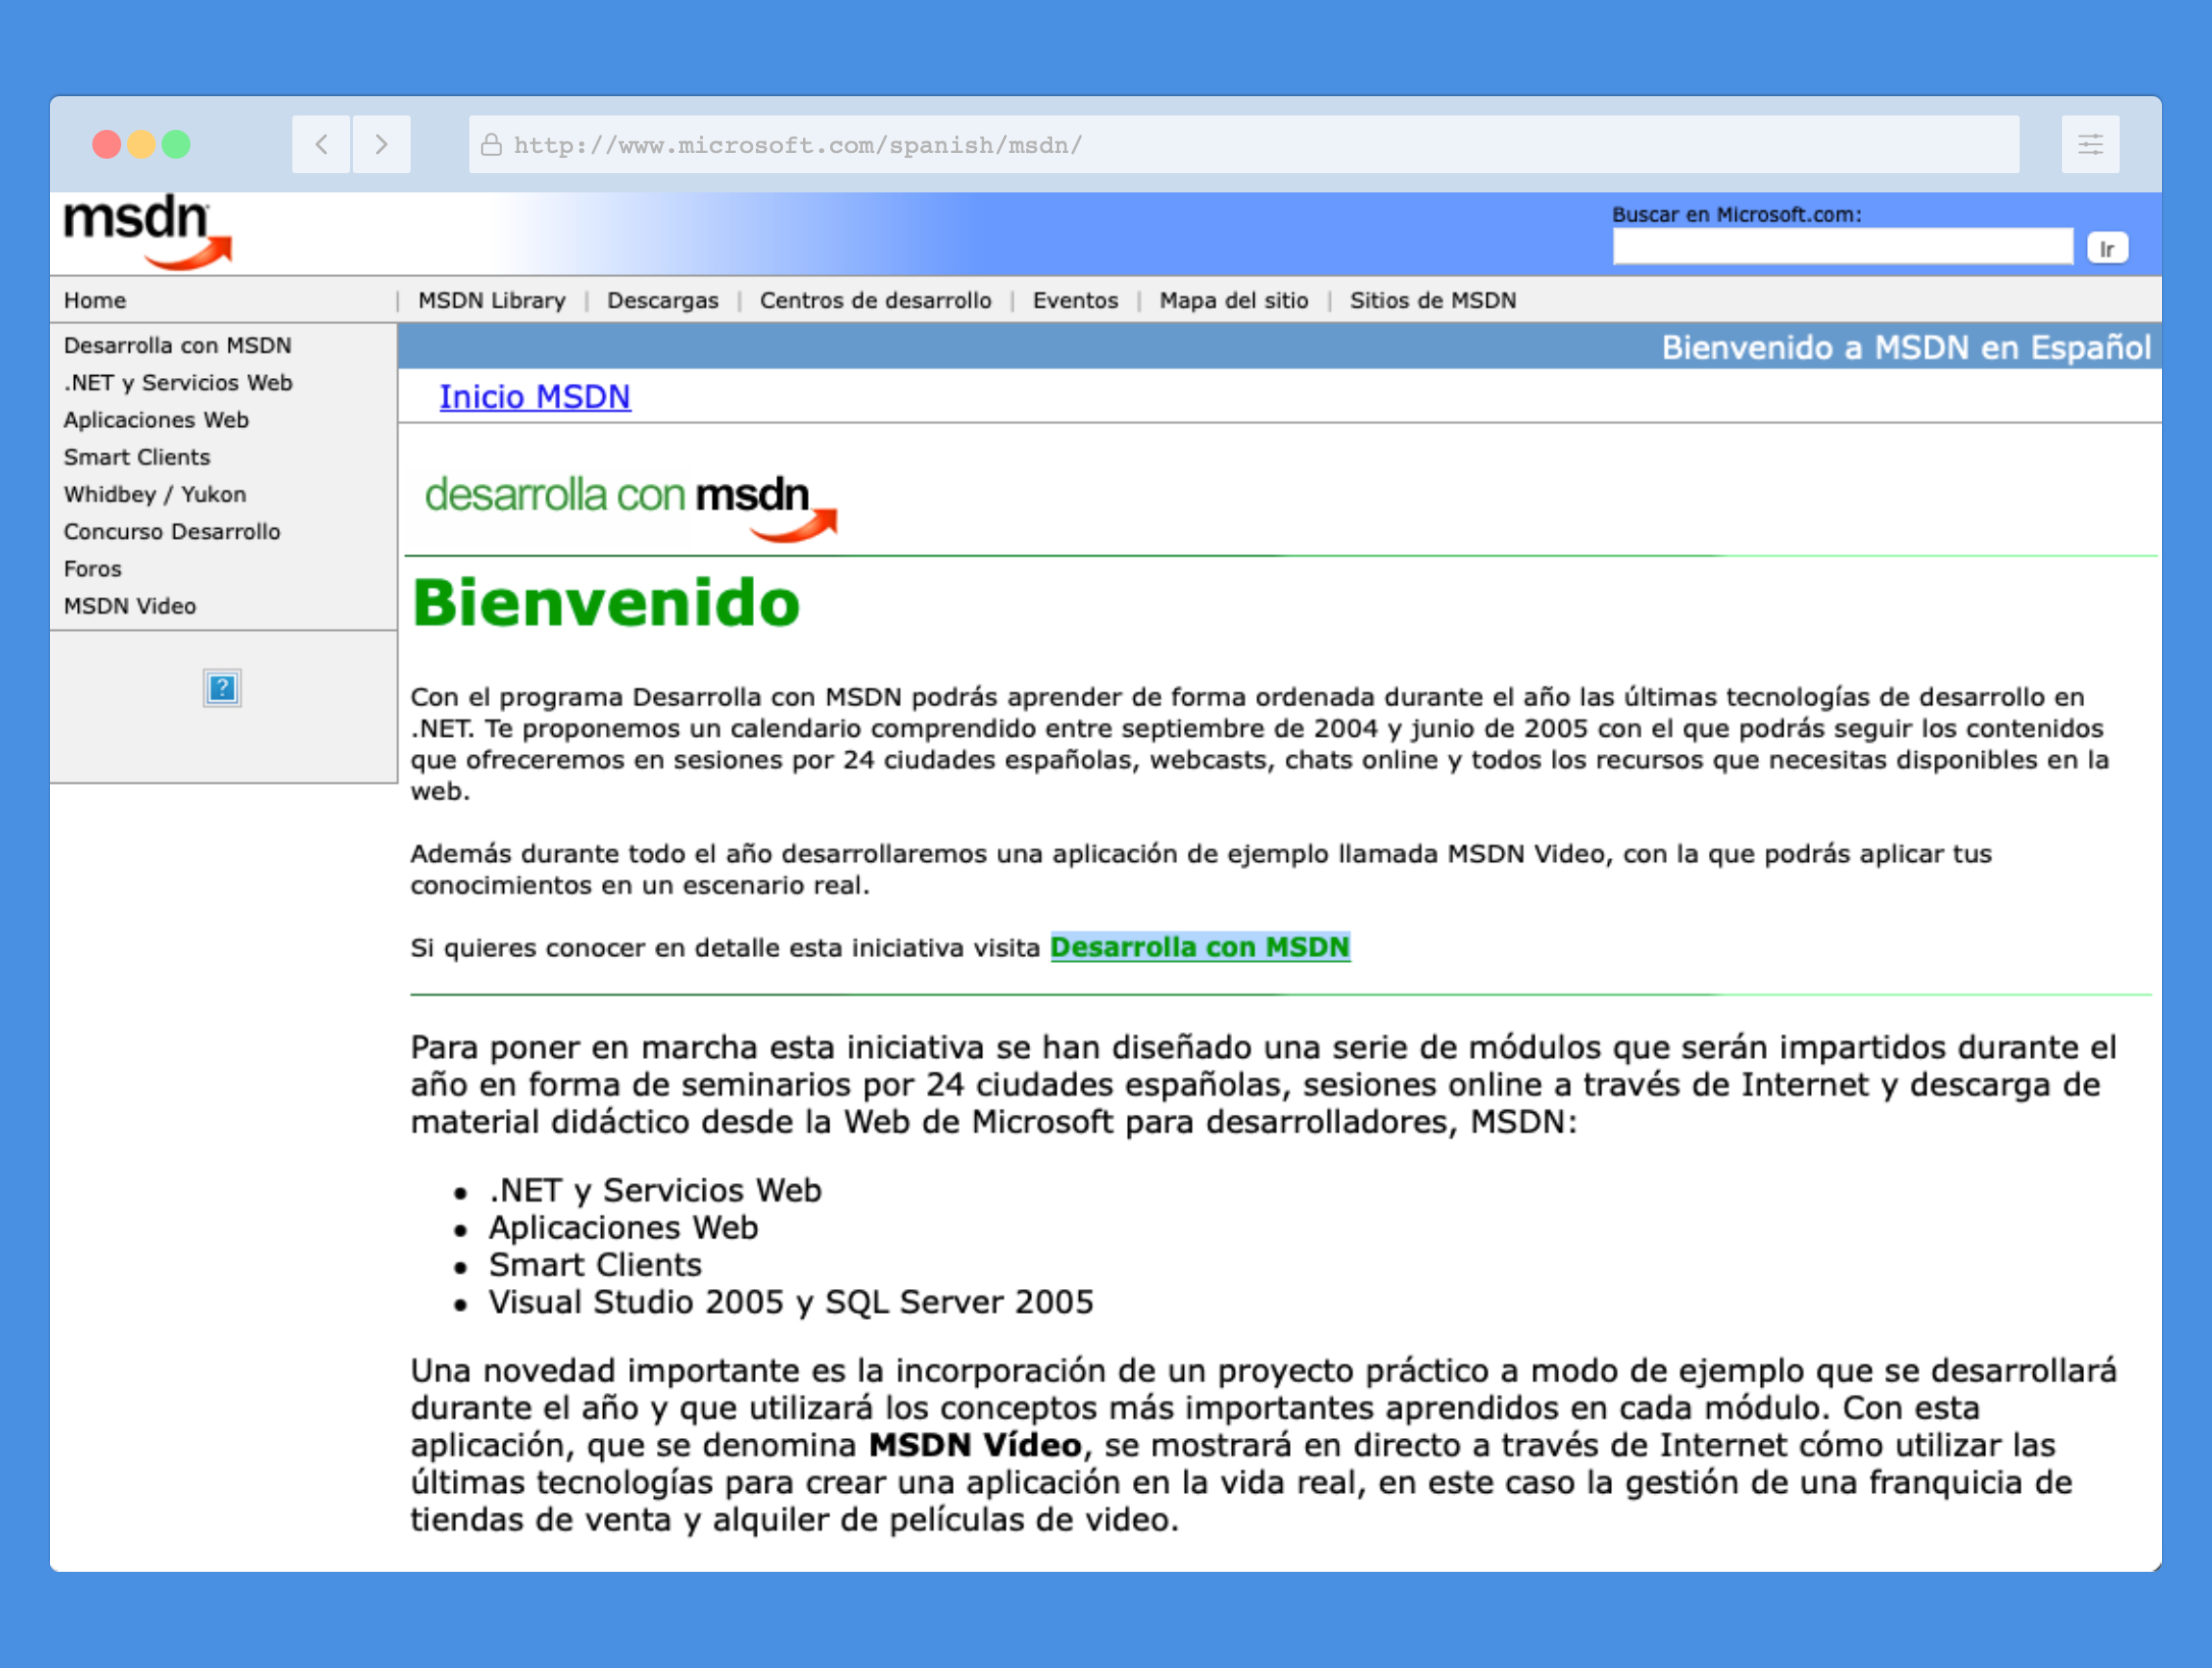 http://www.microsoft.com/spanish/msdn/
msdn
Buscar en Microsoft.com:
Ir
Home | MSDN Library | Descargas | Centros de desarrollo | Eventos | Mapa del sitio | Sitios de MSDN
Desarrolla con MSDN
.NET y Servicios Web
Aplicaciones Web
Smart Clients
Whidbey / Yukon
Concurso Desarrollo
Foros
MSDN Video
?
Bienvenido a MSDN en Español
Inicio MSDN
desarrolla con msdn
Bienvenido
Con el programa Desarrolla con MSDN podrás aprender de forma ordenada durante el año las últimas tecnologías de desarrollo en
.NET. Te proponemos un calendario comprendido entre septiembre de 2004 y junio de 2005 con el que podrás seguir los contenidos
que ofreceremos en sesiones por 24 ciudades españolas, webcasts, chats online y todos los recursos que necesitas disponibles en la
web.
Además durante todo el año desarrollaremos una aplicación de ejemplo llamada MSDN Video, con la que podrás aplicar tus
conocimientos en un escenario real.
Si quieres conocer en detalle esta iniciativa visita Desarrolla con MSDN
Para poner en marcha esta iniciativa se han diseñado una serie de módulos que serán impartidos durante el
año en forma de seminarios por 24 ciudades españolas, sesiones online a través de Internet y descarga de
material didáctico desde la Web de Microsoft para desarrolladores, MSDN:
• .NET y Servicios Web
• Aplicaciones Web
• Smart Clients
• Visual Studio 2005 y SQL Server 2005
Una novedad importante es la incorporación de un proyecto práctico a modo de ejemplo que se desarrollará
durante el año y que utilizará los conceptos más importantes aprendidos en cada módulo. Con esta
aplicación, que se denomina MSDN Vídeo, se mostrará en directo a través de Internet cómo utilizar las
últimas tecnologías para crear una aplicación en la vida real, en este caso la gestión de una franquicia de
tiendas de venta y alquiler de películas de video.